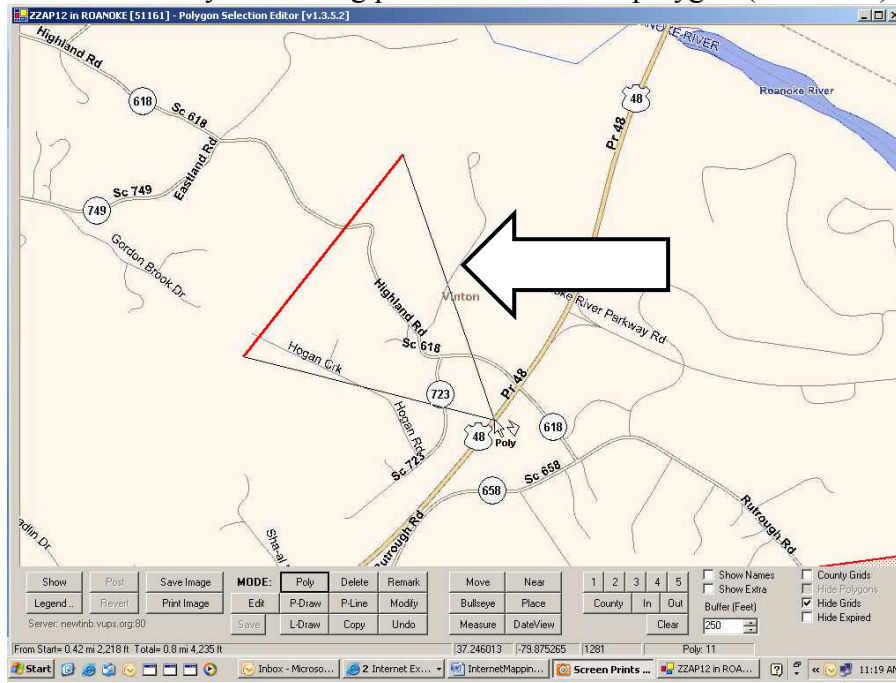 ZZAP12 in ROANOKE [51161] - Polygon Selection Editor [v1.3.5.2]
Highland Rd
618
Sc 618
Eastland Rd
Sc 749
749
Gordon Brook Dr
48
Pr 48
Roanoke River
Vinton
Highland Rd
Sc 618
Hogan Crk
723
Hogan Rd
Sc 723
Pr 48
48
Poly
618
Sc 658
658
Rutrough Rd
Rutrough Rd
Show Post Save Image MODE: Poly Delete Remark Move Near 1 2 3 4 5 Show Names County Grids
Show Extra Hide Polygons
Legend .. Revert Print Image Edit P-Draw P-Line Modify Bullseye Place County In Out Buffer (Feet) Hide Grids
Server: newtinb.vups.org:80 Save L-Draw Copy Undo Measure DateView Clear 250 Hide Expired
From Start= 0.42 mi 2,218 ft Total= 0.8 mi 4,235 ft 37.246013 -79.875265 1281 Poly: 11
Start Inbox - Microso... 2 Internet Ex... InternetMappin... Screen Prints ... ZZAP12 in ROA... 11:19 AM